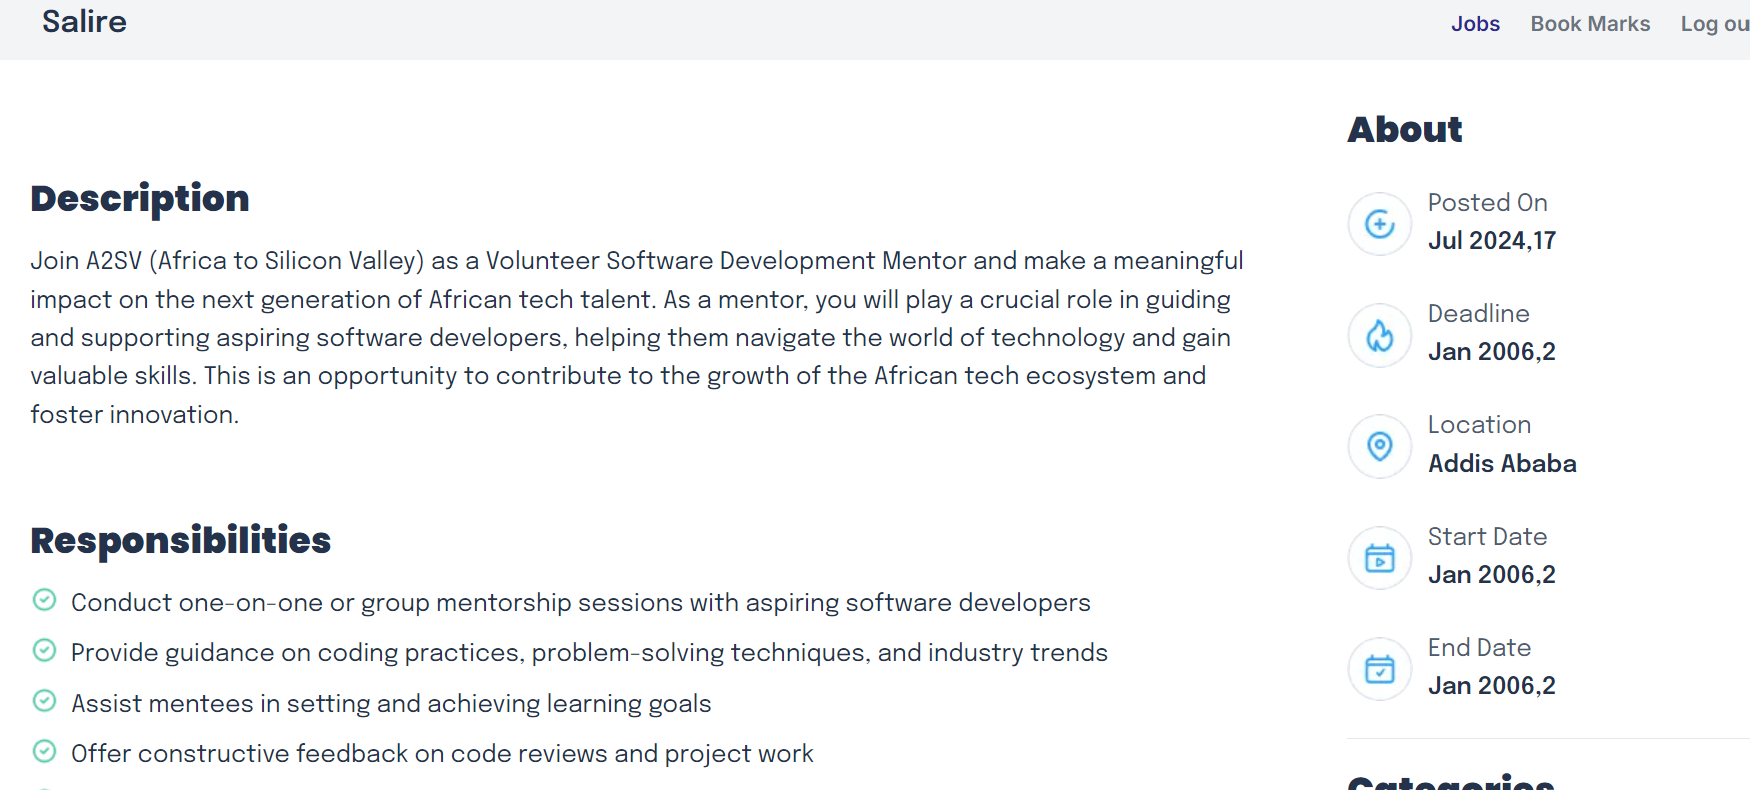 Salire
Jobs Book Marks Log ou
Description
Join A2SV (Africa to Silicon Valley) as a Volunteer Software Development Mentor and make a meaningful
impact on the next generation of African tech talent. As a mentor, you will play a crucial role in guiding
and supporting aspiring software developers, helping them navigate the world of technology and gain
valuable skills. This is an opportunity to contribute to the growth of the African tech ecosystem and
foster innovation.
Responsibilities
Conduct one-on-one or group mentorship sessions with aspiring software developers
Provide guidance on coding practices, problem-solving techniques, and industry trends
Assist mentees in setting and achieving learning goals
Offer constructive feedback on code reviews and project work
About
Posted On
Jul 2024,17
Deadline
Jan 2006,2
Location
Addis Ababa
Start Date
Jan 2006,2
End Date
Jan 2006,2
Categories